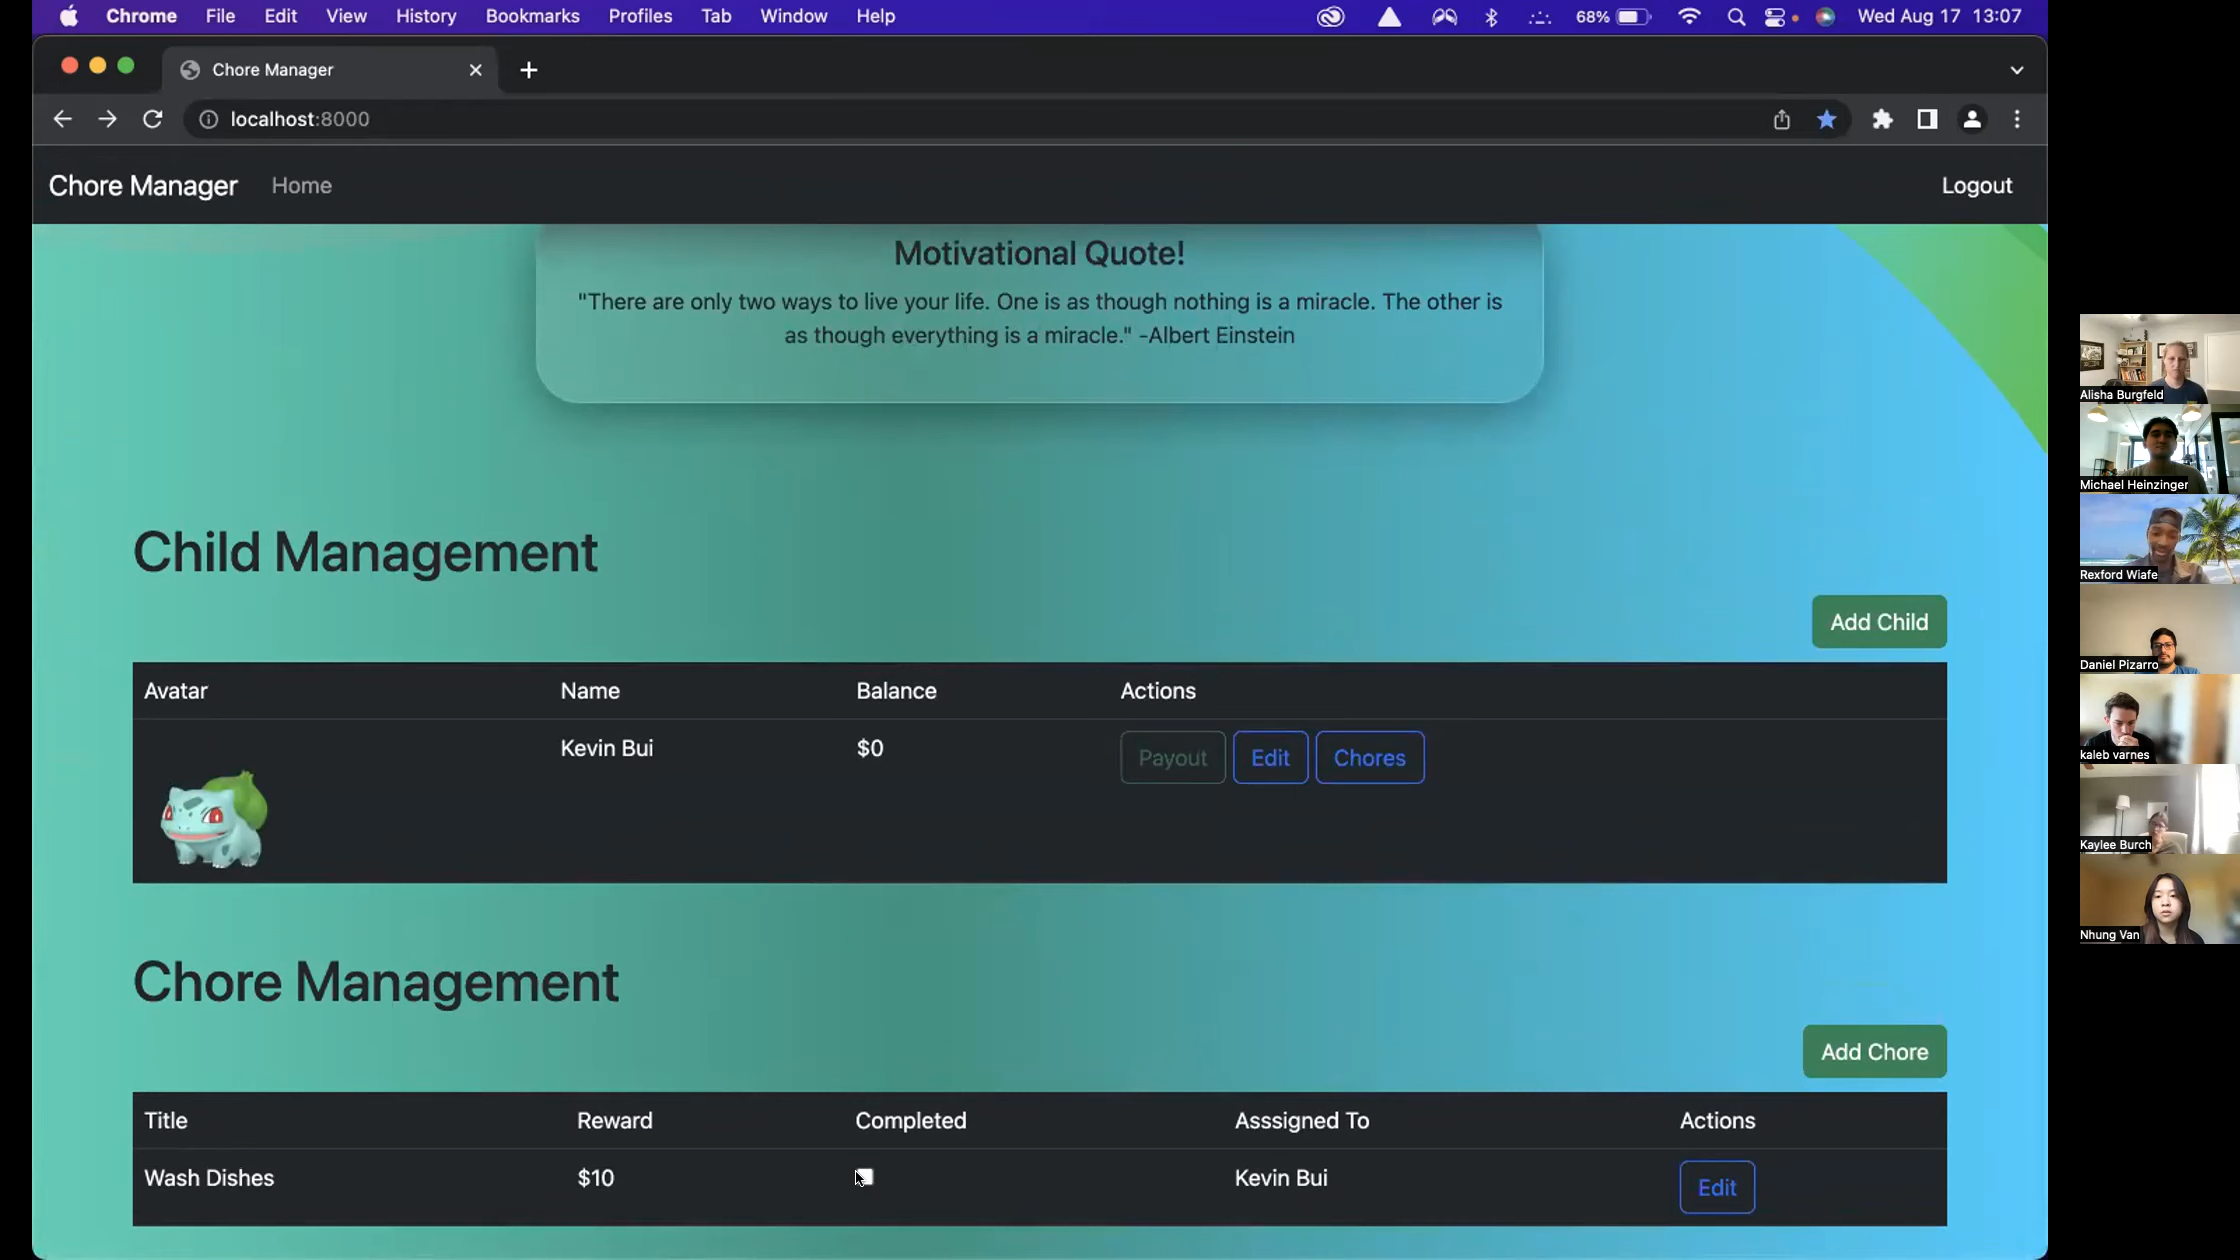 Chrome File Edit View History Bookmarks Profiles Tab Window Help 68% Wed Aug 17 13:07
Chore Manager
localhost:8000
Chore Manager Home Logout
Motivational Quote!
"There are only two ways to live your life. One is as though nothing is a miracle. The other is
as though everything is a miracle." -Albert Einstein
Child Management
Add Child
Avatar Name Balance Actions
Kevin Bui $0 Payout Edit Chores
Chore Management
Add Chore
Title Reward Completed Asssigned To Actions
Wash Dishes $10 Kevin Bui Edit
Alisha Burgfeld
Michael Heinzinger
Rexford Wiafe
Daniel Pizarro
kaleb varnes
Kaylee Burch
Nhung Van